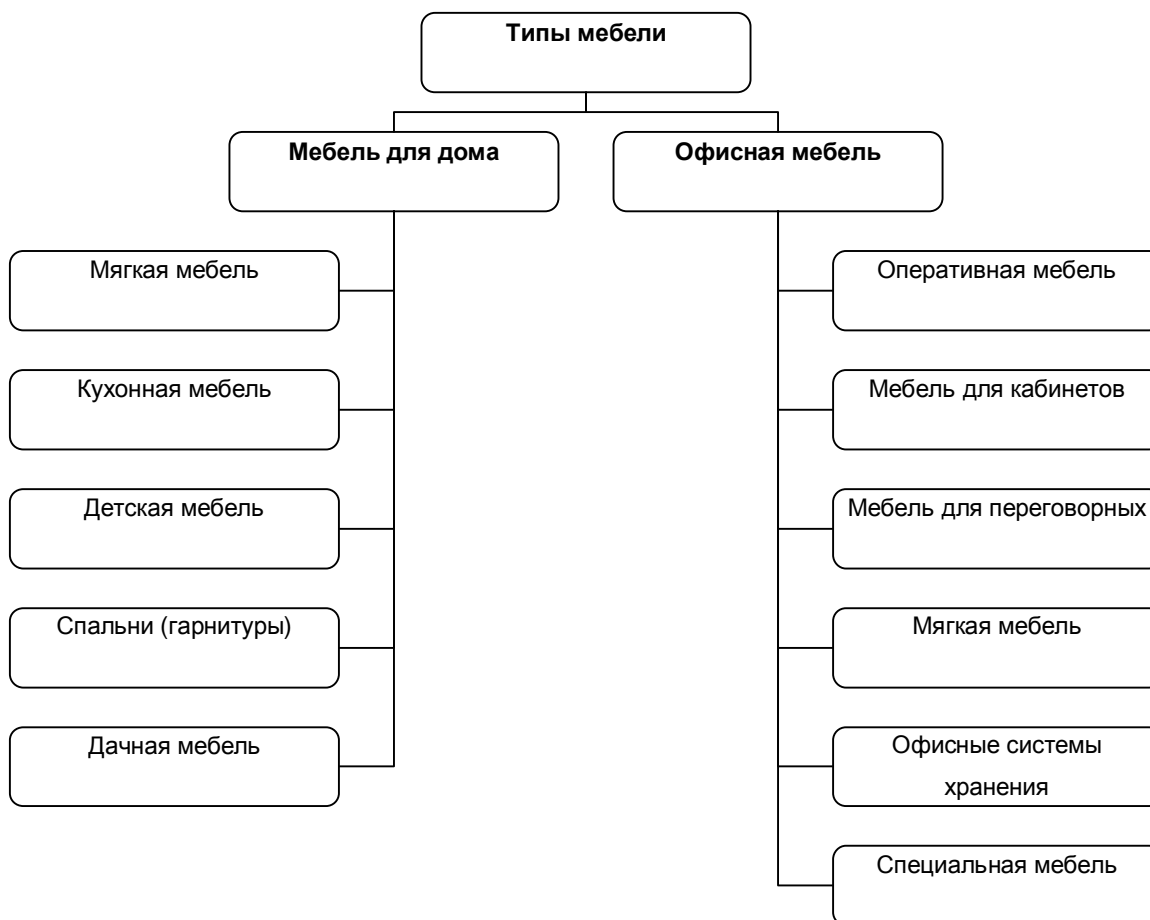 Типы мебели
Мебель для дома
Офисная мебель
Мягкая мебель
Кухонная мебель
Детская мебель
Спальни (гарнитуры)
Дачная мебель
Оперативная мебель
Мебель для кабинетов
Мебель для переговорных
Мягкая мебель
Офисные системы
хранения
Специальная мебель